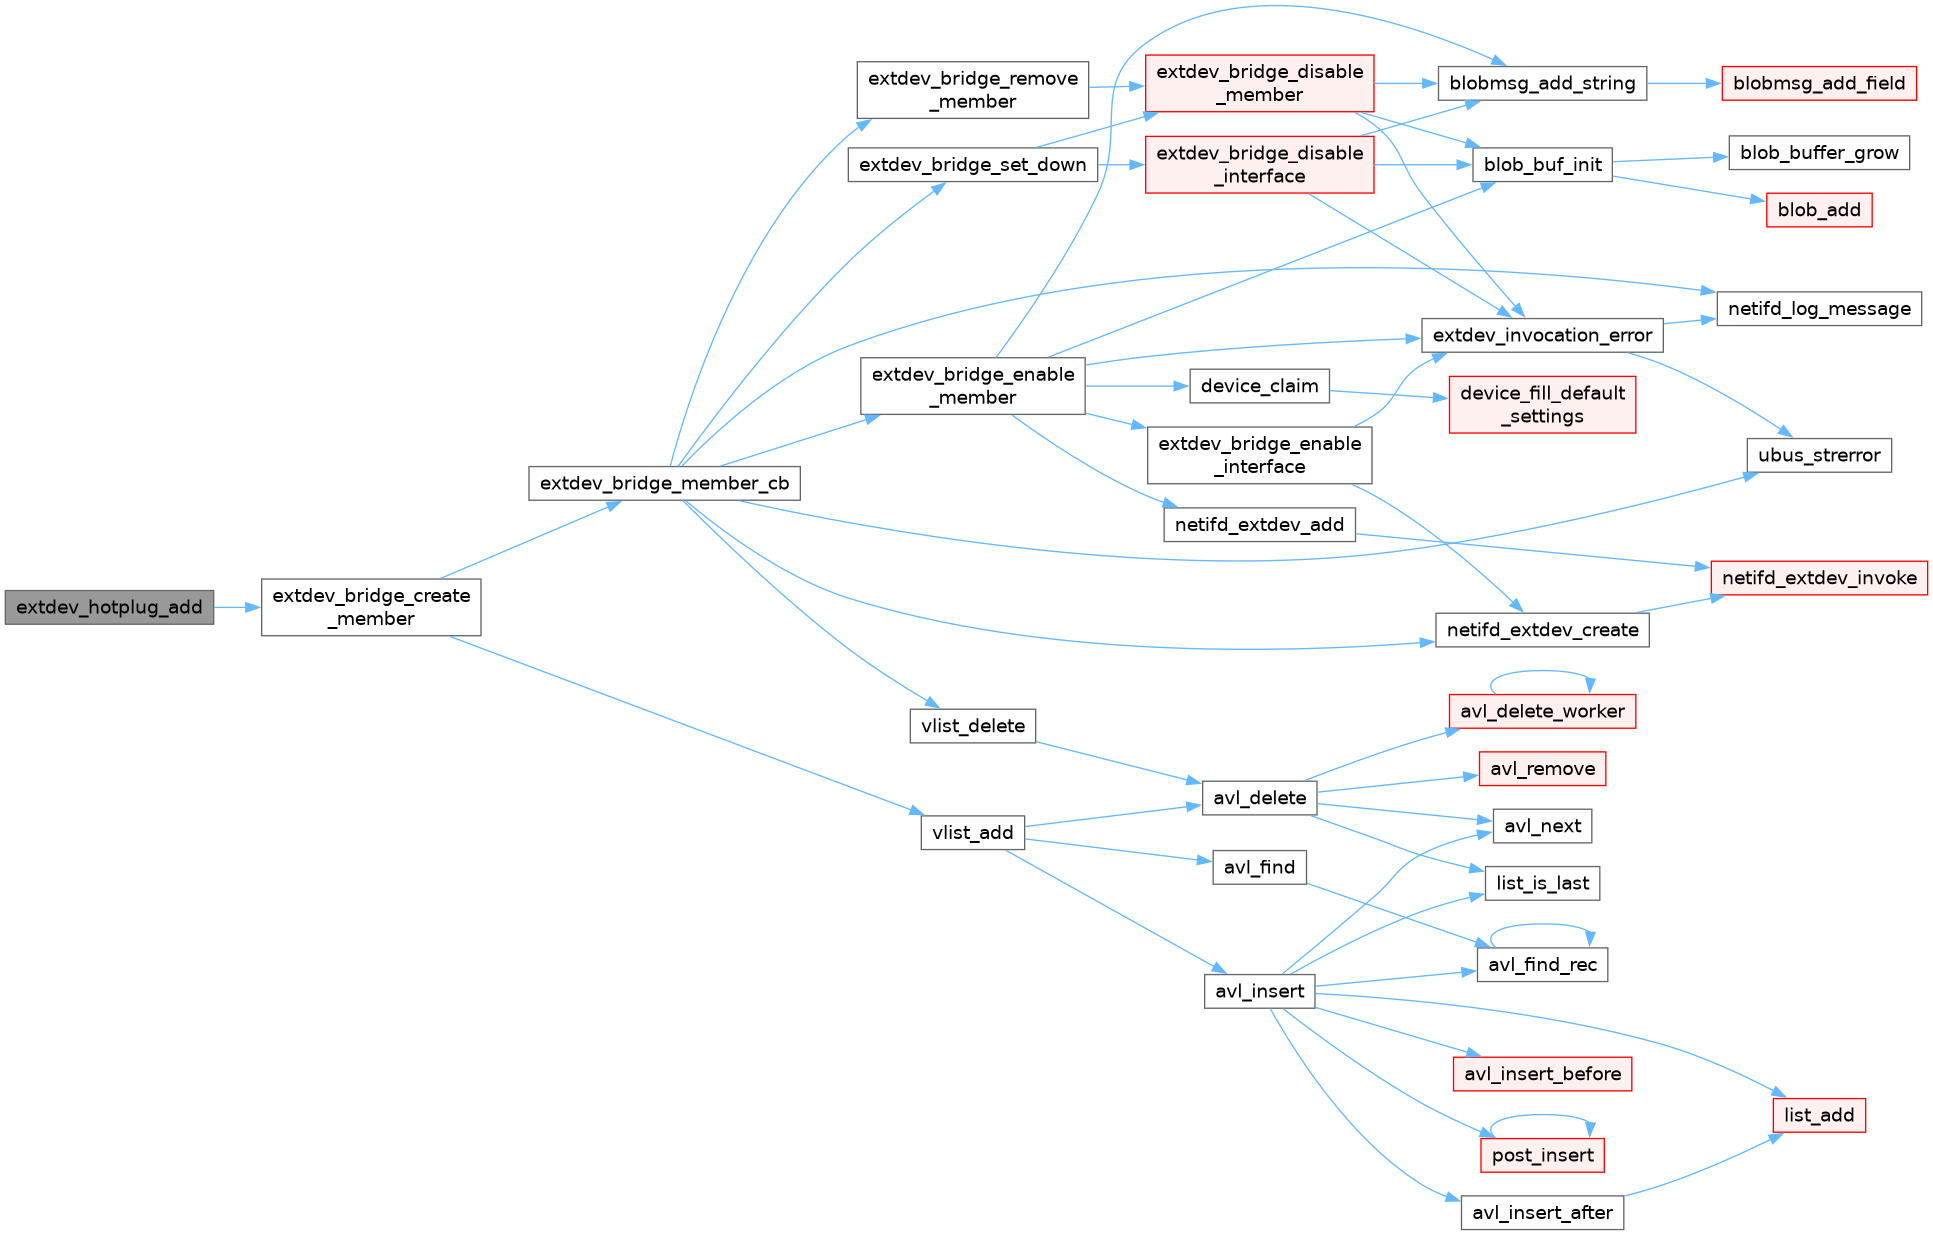 extdev_hotplug_add
extdev_bridge_create
_member
extdev_bridge_member_cb
extdev_bridge_remove
_member
extdev_bridge_set_down
extdev_bridge_enable
_member
vlist_delete
vlist_add
extdev_bridge_disable
_member
extdev_bridge_disable
_interface
device_claim
extdev_bridge_enable
_interface
netifd_extdev_add
avl_delete
avl_find
avl_insert
blobmsg_add_string
blob_buf_init
extdev_invocation_error
device_fill_default
_settings
netifd_extdev_create
avl_delete_worker
avl_remove
avl_next
list_is_last
avl_find_rec
avl_insert_before
post_insert
avl_insert_after
blobmsg_add_field
blob_buffer_grow
blob_add
netifd_log_message
ubus_strerror
netifd_extdev_invoke
list_add